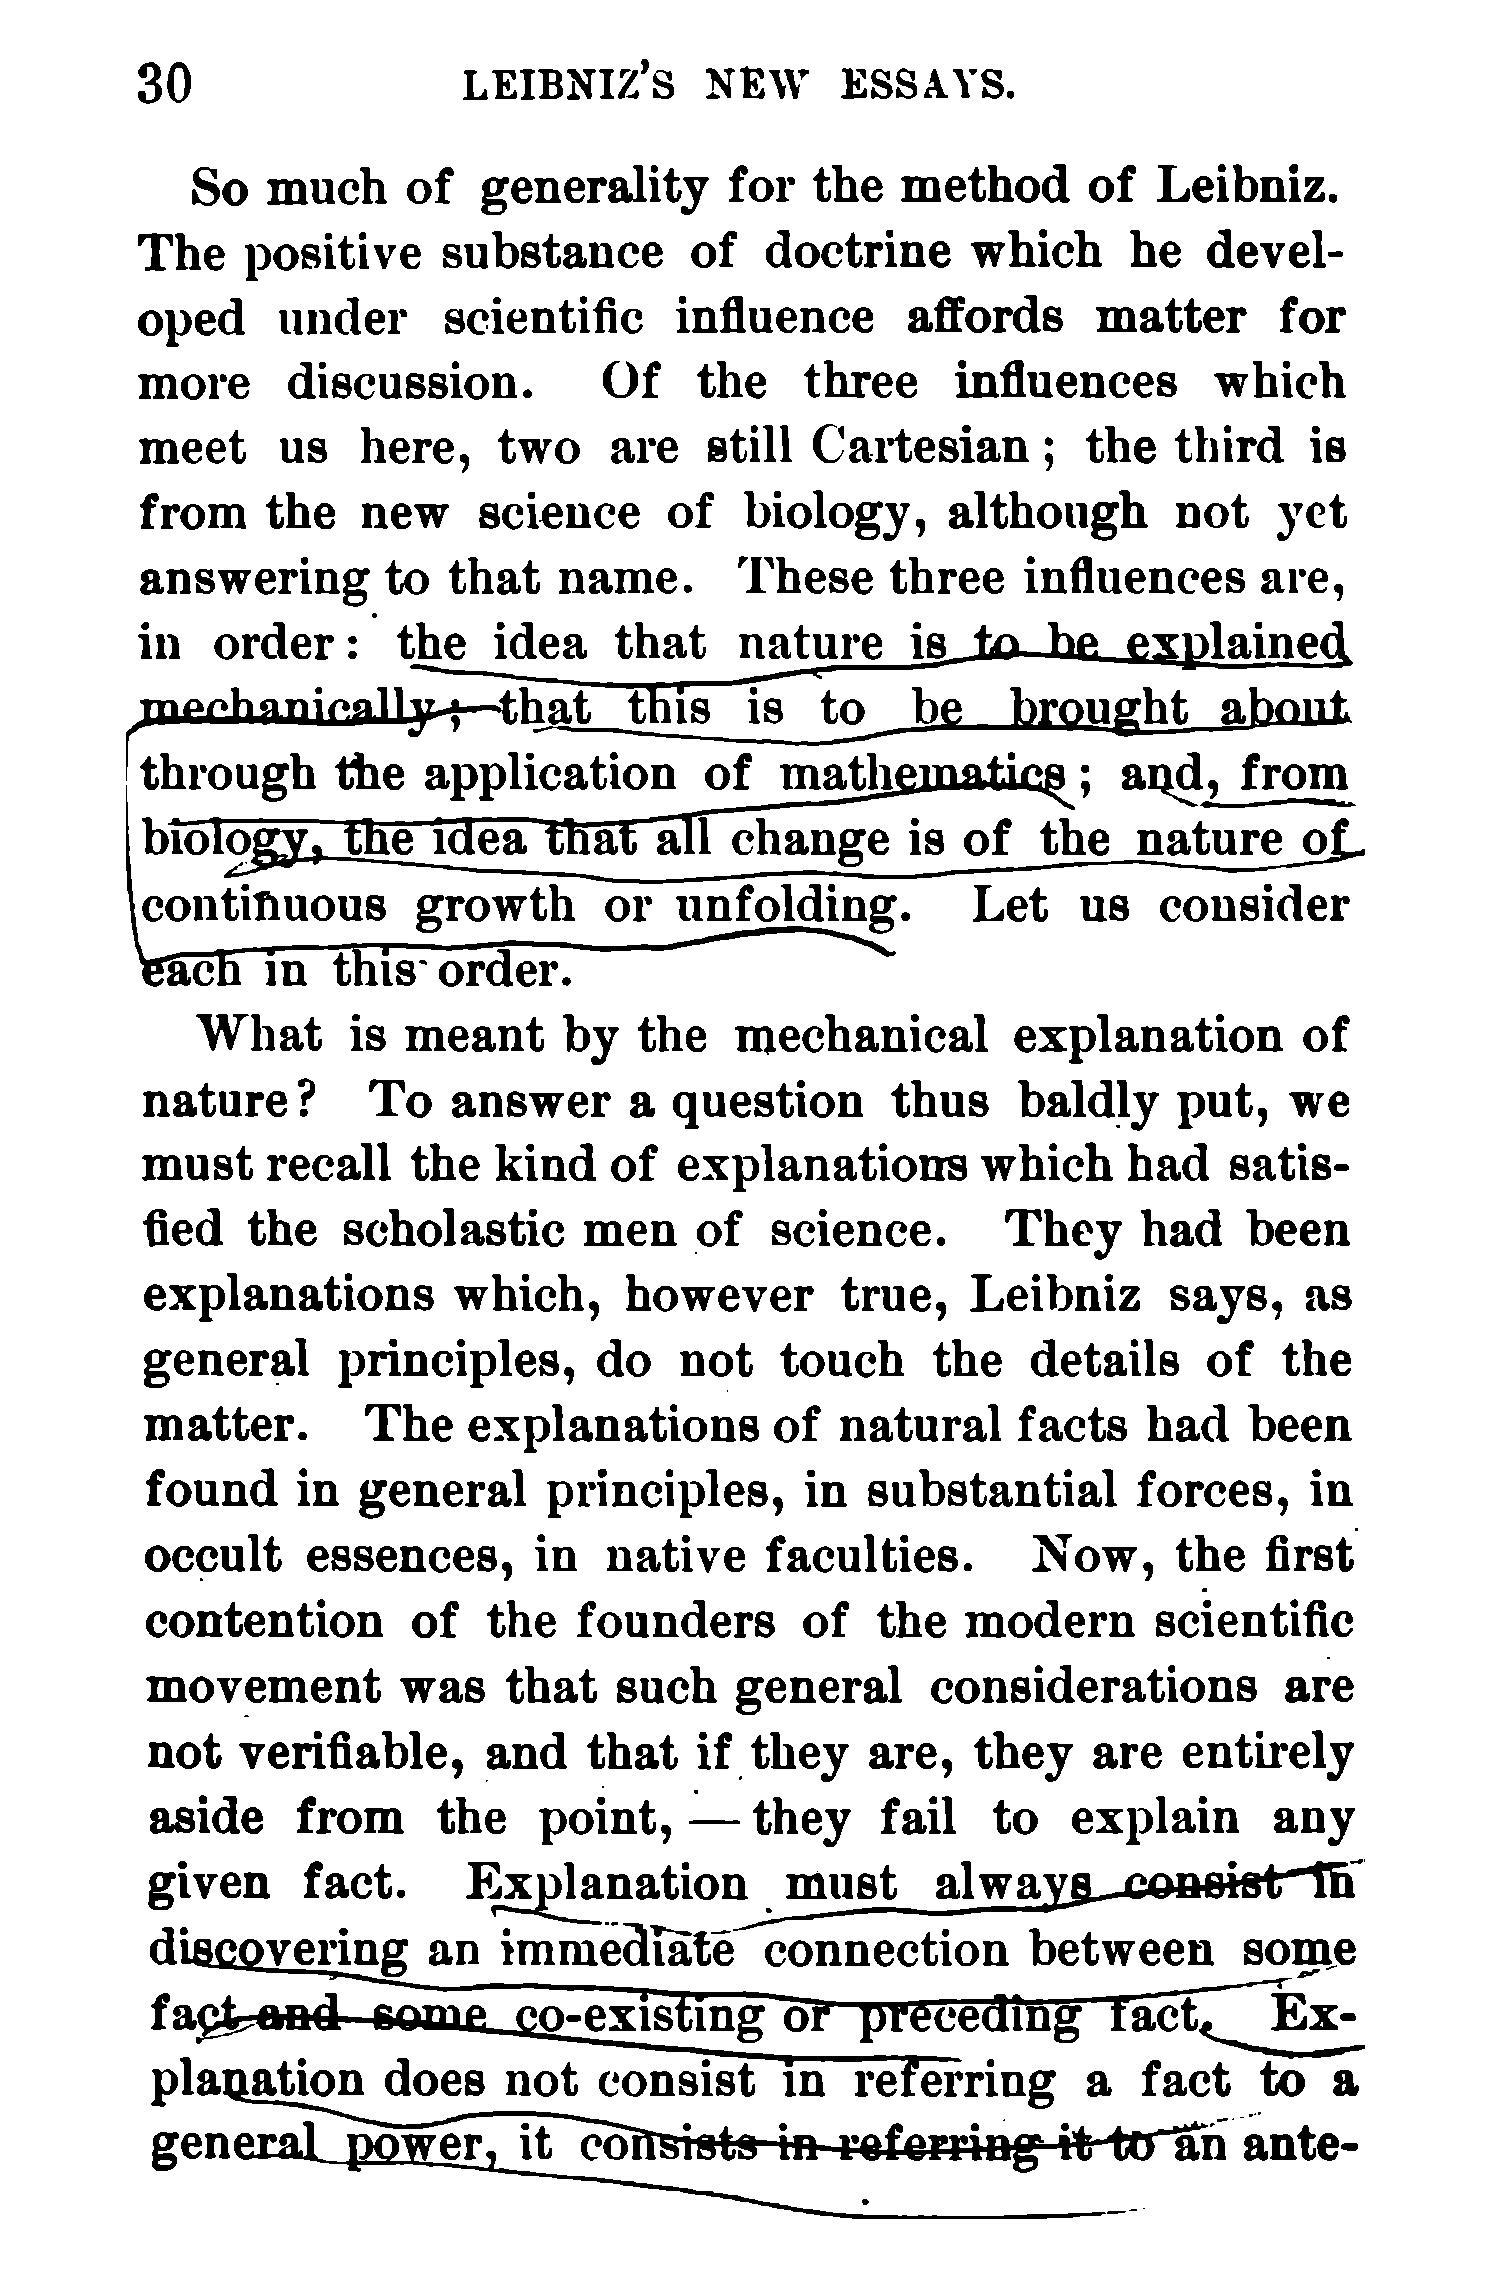 30 LEIBNIZ'S NEW ESSAYS.
So much of generality for the method of Leibniz.
The positive substance of doctrine which he devel-
oped under scientific influence affords matter for
more discussion. Of the three influences which
meet us here, two are still Cartesian; the third is
from the new science of biology, although not yet
answering to that name. These three influences are,
in order: the idea that nature is to be explained
mechanically; that this is to be brought about
through the application of mathematics; and, from
biology, the idea that all change is of the nature of
continuous growth or unfolding. Let us consider
each in this order.
What is meant by the mechanical explanation of
nature? To answer a question thus baldly put, we
must recall the kind of explanations which had satis-
fied the scholastic men of science. They had been
explanations which, however true, Leibniz says, as
general principles, do not touch the details of the
matter. The explanations of natural facts had been
found in general principles, in substantial forces, in
occult essences, in native faculties. Now, the first
contention of the founders of the modern scientific
movement was that such general considerations are
not verifiable, and that if they are, they are entirely
aside from the point, — they fail to explain any
given fact. Explanation must always consist in
discovering an immediate connection between some
fact and some co-existing or preceding fact. Ex-
planation does not consist in referring a fact to a
general power, it consists in referring it to an ante-